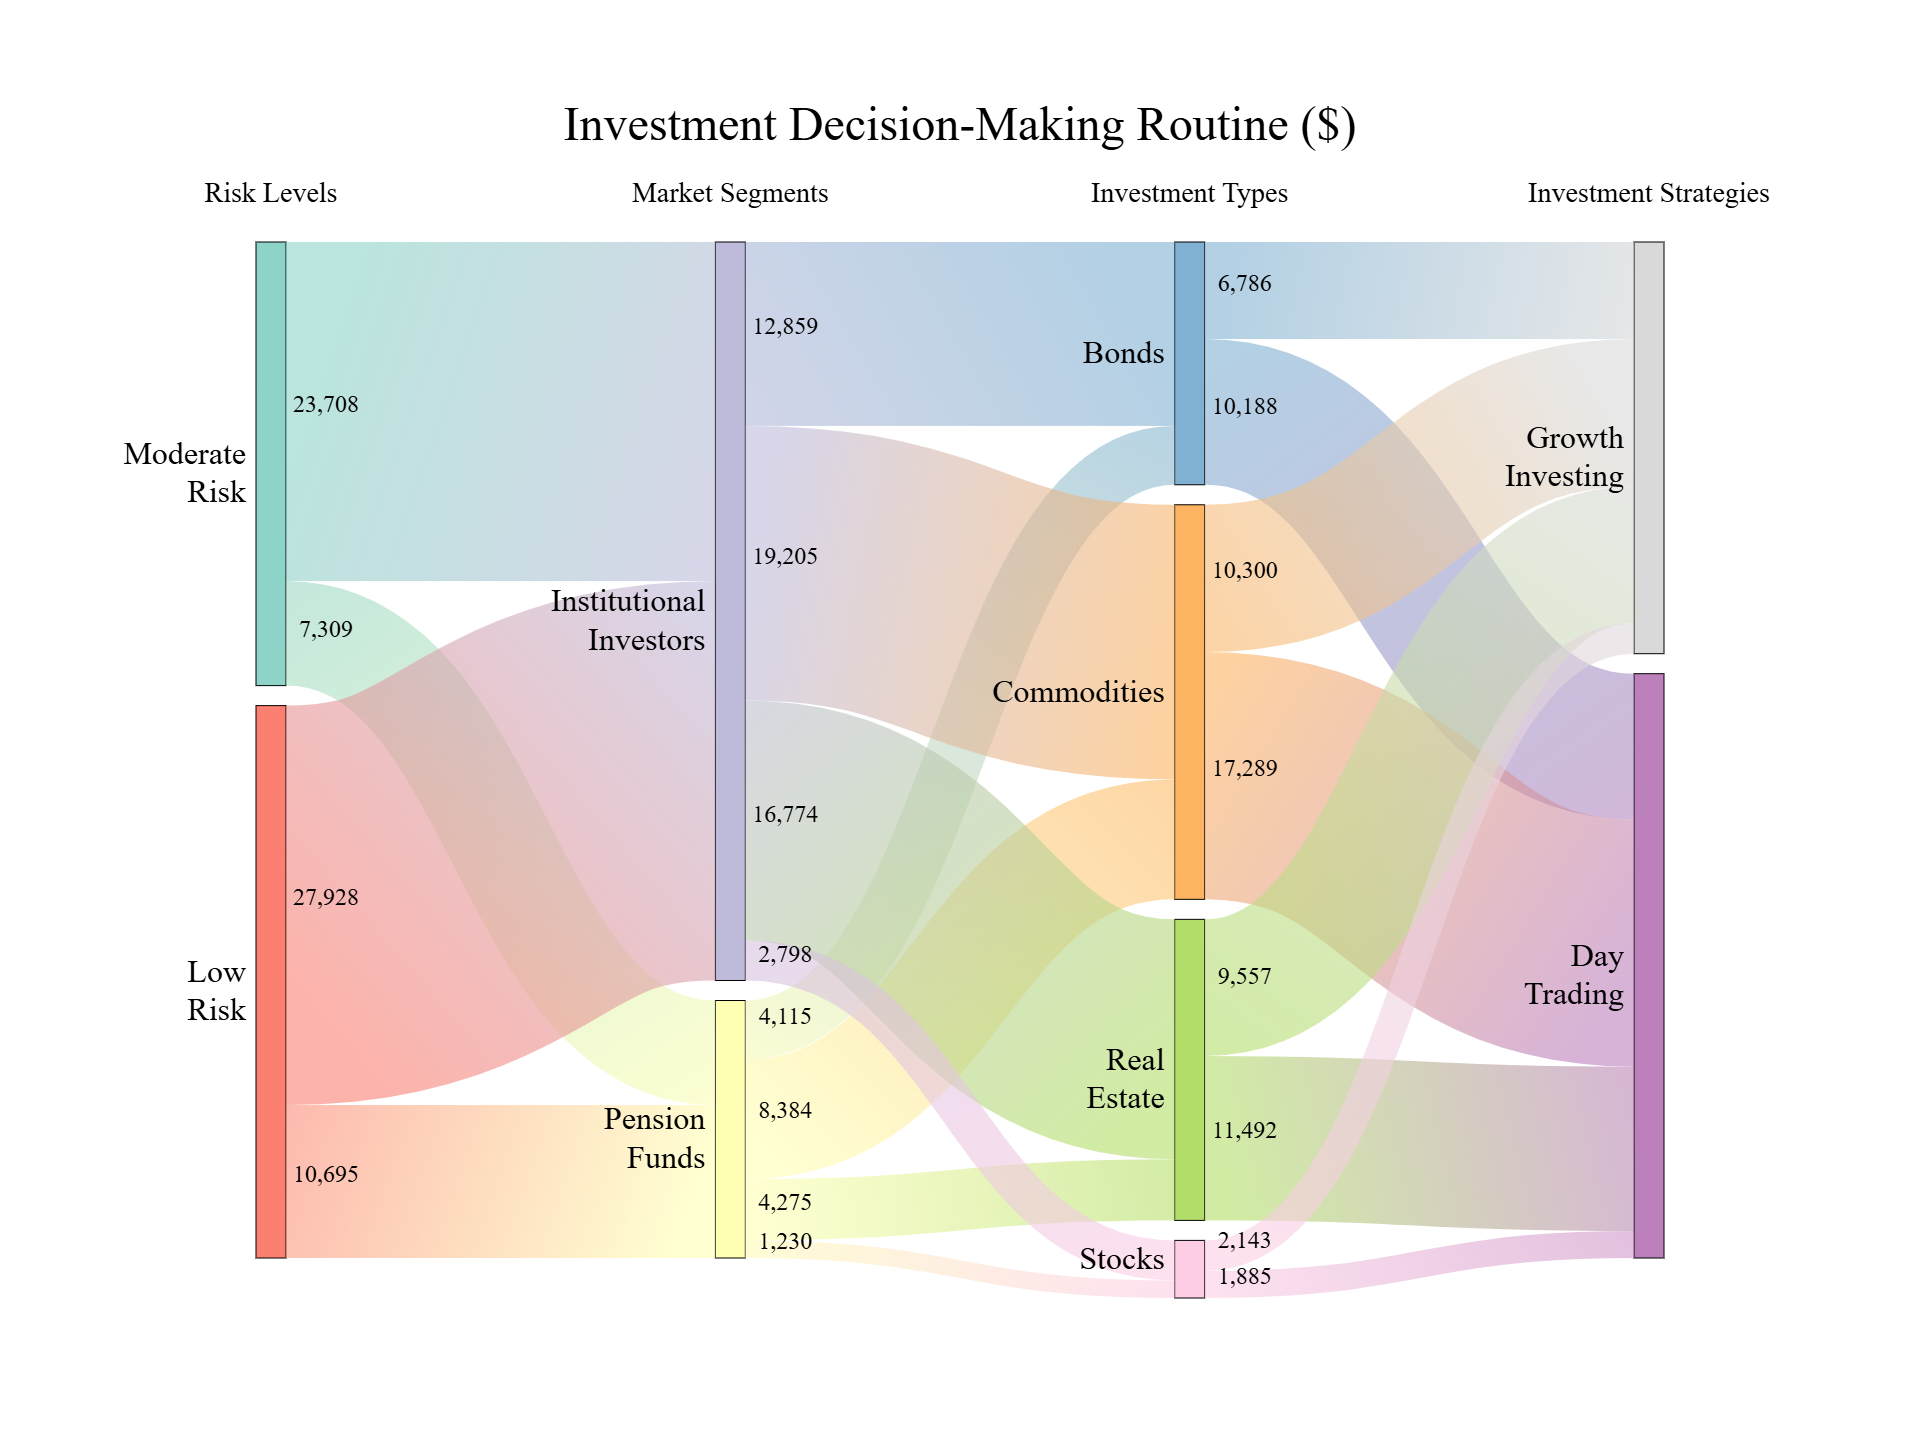 Investment Decision-Making Routine ($)
Risk Levels
Market Segments
Investment Types
Investment Strategies
Moderate
Risk
23,708
7,309
Low
Risk
27,928
10,695
Institutional
Investors
12,859
19,205
16,774
2,798
Pension
Funds
4,115
8,384
4,275
1,230
Bonds
6,786
10,188
Commodities
10,300
17,289
Real
Estate
9,557
11,492
Stocks
2,143
1,885
Growth
Investing
Day
Trading